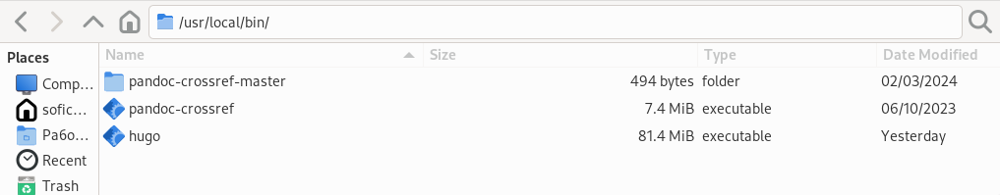 /usr/local/bin/
Places
Comp...
sofic...
Рабо...
Recent
Trash
Name Size Type Date Modified
pandoc-crossref-master 494 bytes folder 02/03/2024
pandoc-crossref 7.4 MiB executable 06/10/2023
hugo 81.4 MiB executable Yesterday